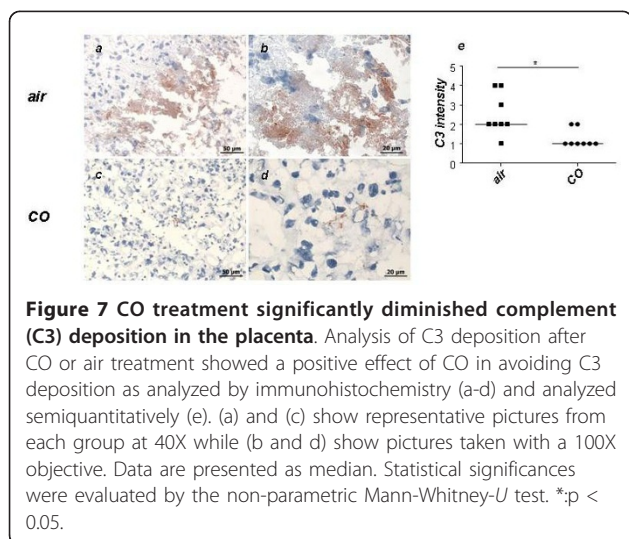 a
b
e
air
50 µm
20 µm
*
C3 intensity
5
4
3
2
1
0
air
CO
c
d
CO
50 µm
20 µm
Figure 7 CO treatment significantly diminished complement
(C3) deposition in the placenta. Analysis of C3 deposition after
CO or air treatment showed a positive effect of CO in avoiding C3
deposition as analyzed by immunohistochemistry (a-d) and analyzed
semiquantitatively (e). (a) and (c) show representative pictures from
each group at 40X while (b and d) show pictures taken with a 100X
objective. Data are presented as median. Statistical significances
were evaluated by the non-parametric Mann-Whitney-U test. *:p <
0.05.